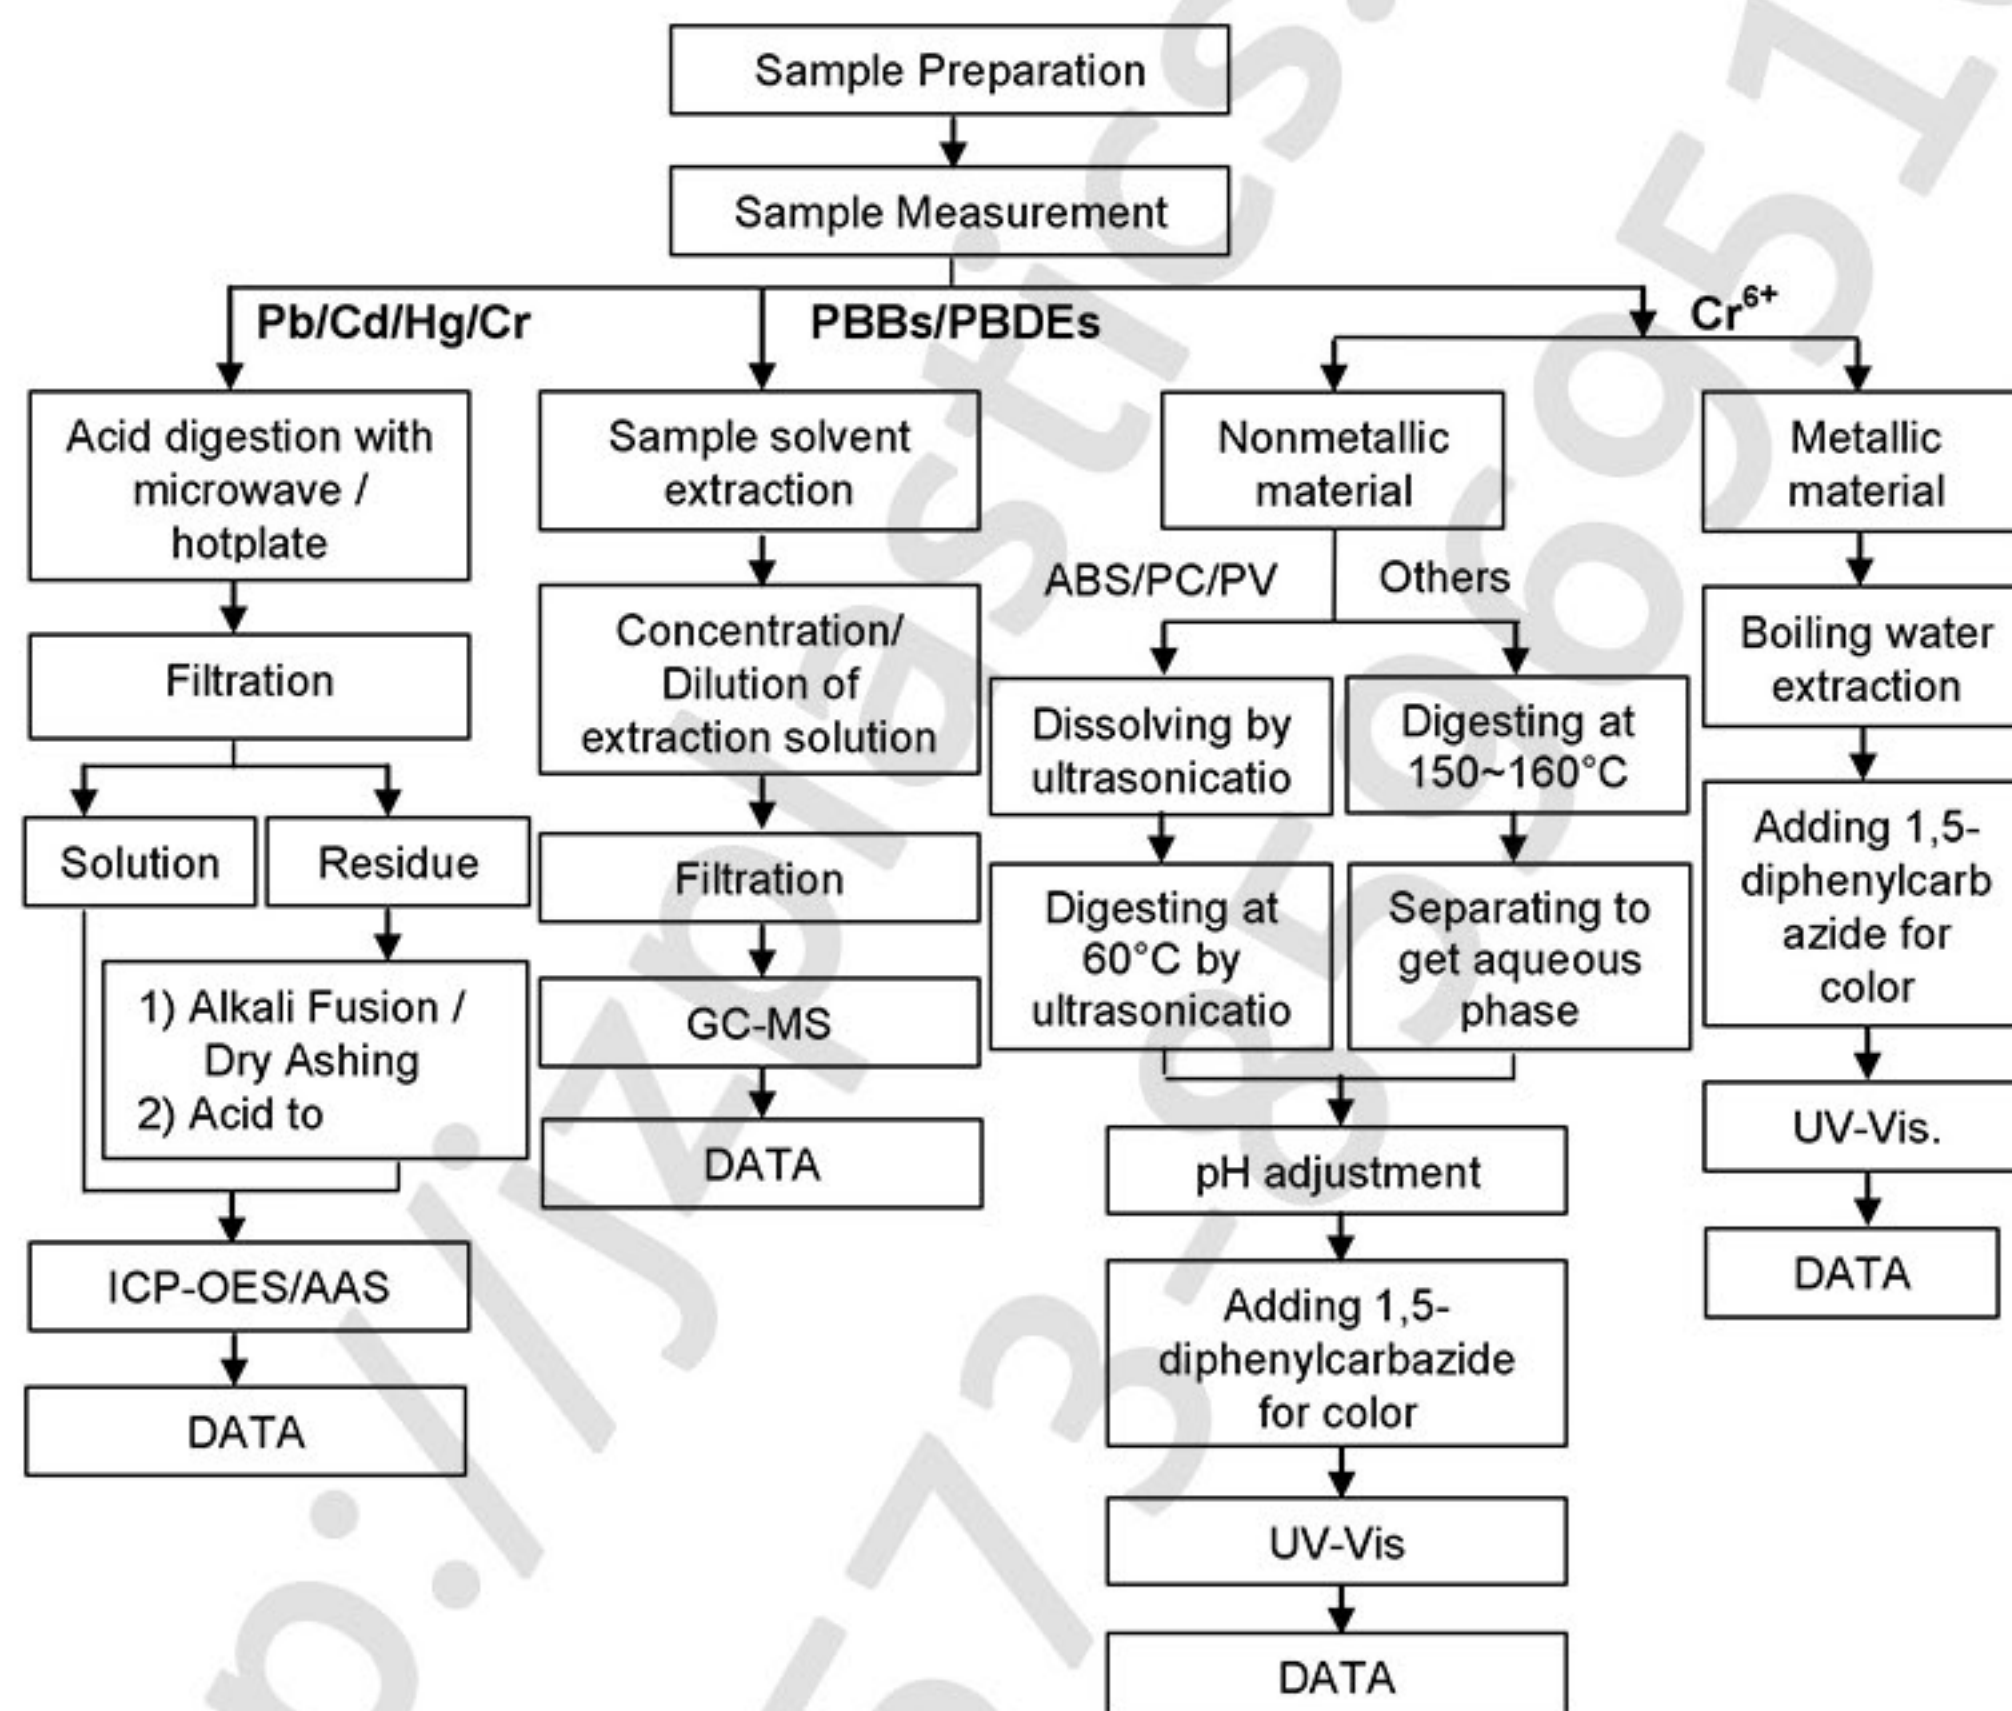 Sample Preparation
Sample Measurement
Pb/Cd/Hg/Cr
PBBs/PBDEs
Cr6+
Acid digestion with
microwave /
hotplate
Filtration
Solution
Residue
1) Alkali Fusion /
Dry Ashing
2) Acid to
ICP-OES/AAS
DATA
Sample solvent
extraction
Concentration/
Dilution of
extraction solution
Filtration
GC-MS
DATA
Nonmetallic
material
ABS/PC/PV
Others
Dissolving by
ultrasonicatio
Digesting at
60°C by
ultrasonicatio
Digesting at
150~160°C
Separating to
get aqueous
phase
pH adjustment
Adding 1,5-
diphenylcarbazide
for color
UV-Vis
DATA
Metallic
material
Boiling water
extraction
Adding 1,5-
diphenylcarb
azide for
color
UV-Vis.
DATA
p://jzplastics.
573-85969510